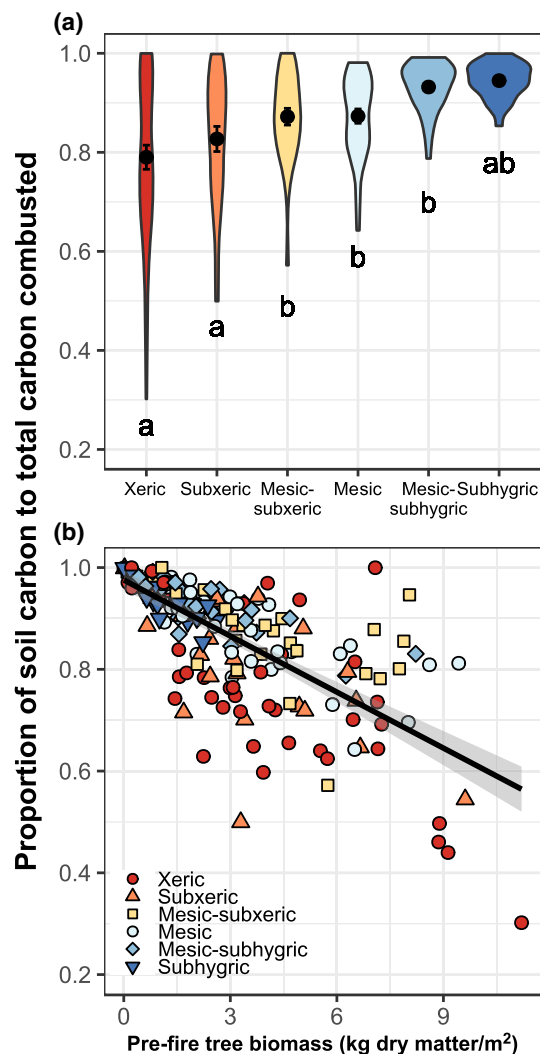 Proportion of soil carbon to total carbon combusted
(a)
1.0
0.8
0.6
0.4
0.2
a
a
b
b
b
ab
Xeric
Subxeric
Mesic-
subxeric
Mesic
Mesic-
subhygric
Subhygric
(b)
1.0
0.8
0.6
0.4
0.2
Xeric
Subxeric
Mesic-subxeric
Mesic
Mesic-subhygric
Subhygric
0 3 6 9
Pre-fire tree biomass (kg dry matter/m²)